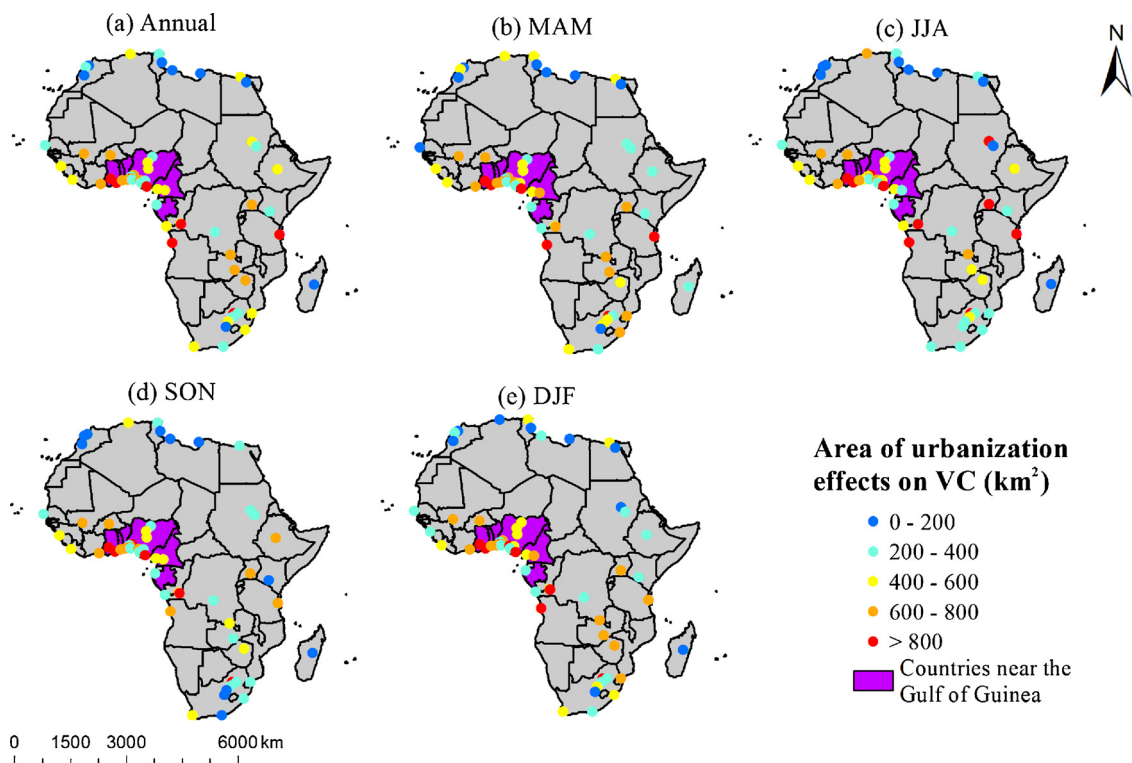 (a) Annual
(b) MAM
(c) JJA
N
(d) SON
(e) DJF
Area of urbanization
effects on VC (km²)
0 - 200
200 - 400
400 - 600
600 - 800
> 800
Countries near the
Gulf of Guinea
0 1500 3000 6000 km